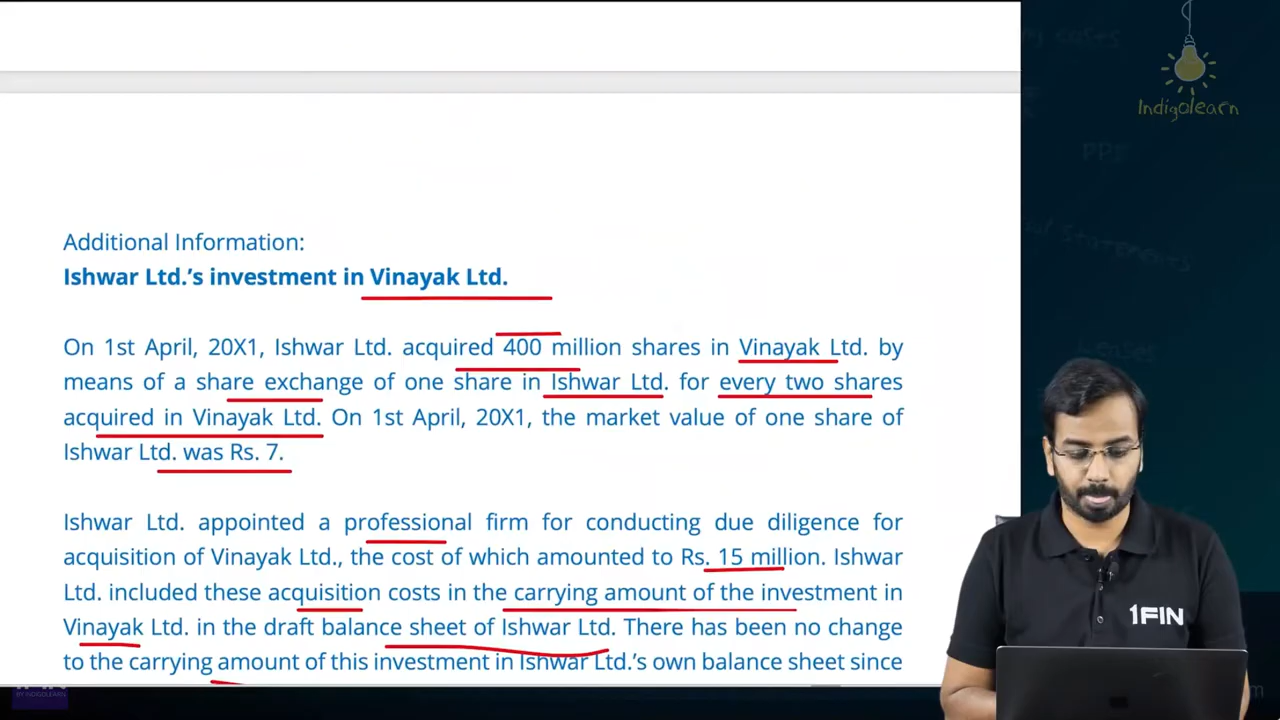 Indigolearn
Additional Information:
Ishwar Ltd.'s investment in Vinayak Ltd.
On 1st April, 20X1, Ishwar Ltd. acquired 400 million shares in Vinayak Ltd. by
means of a share exchange of one share in Ishwar Ltd. for every two shares
acquired in Vinayak Ltd. On 1st April, 20X1, the market value of one share of
Ishwar Ltd. was Rs. 7.
Ishwar Ltd. appointed a professional firm for conducting due diligence for
acquisition of Vinayak Ltd., the cost of which amounted to Rs. 15 million. Ishwar
Ltd. included these acquisition costs in the carrying amount of the investment in
Vinayak Ltd. in the draft balance sheet of Ishwar Ltd. There has been no change
to the carrying amount of this investment in Ishwar Ltd.'s own balance sheet since
1FIN
BY INDIGOLEARN